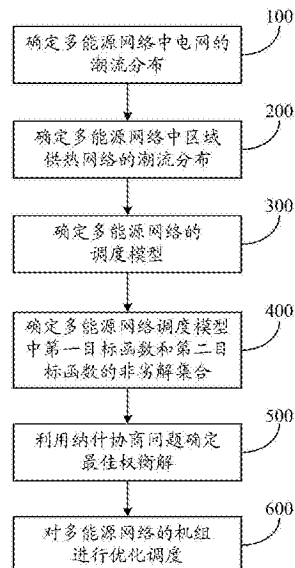 100
确定多能源网络中电网的
潮流分布
200
确定多能源网络中区域
供热网络的潮流分布
300
确定多能源网络的
调度模型
400
确定多能源网络调度模型
中第一目标函数和第二目
标函数的非劣解集合
500
利用纳什协商问题确定
最佳权衡解
600
对多能源网络的机组
进行优化调度